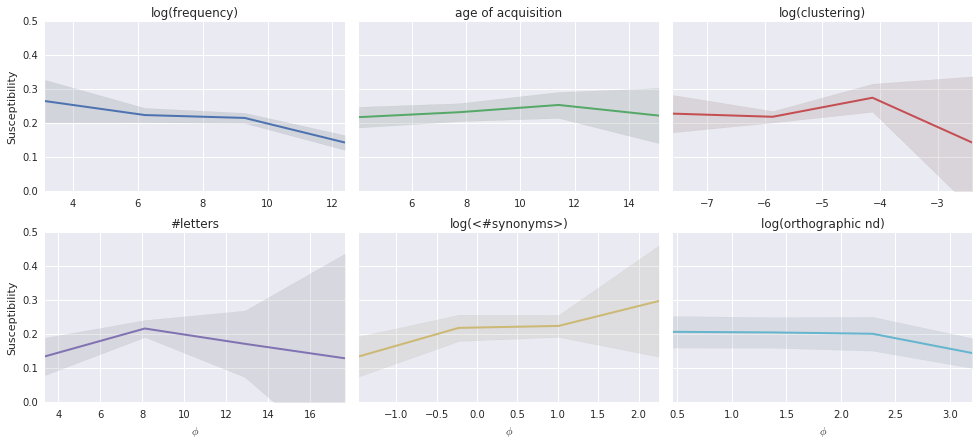 log(frequency) age of acquisition log(clustering)
0.5
0.4
0.3
0.2
0.1
0.0
Susceptibility
4 6 8 10 12 6 8 10 12 14 −7 −6 −5 −4 −3
#letters log(<#synonyms>) log(orthographic nd)
0.5
0.4
0.3
0.2
0.1
0.0
Susceptibility
4 6 8 10 12 14 16 −1.0 −0.5 0.0 0.5 1.0 1.5 2.0 0.5 1.0 1.5 2.0 2.5 3.0
ϕ ϕ ϕ